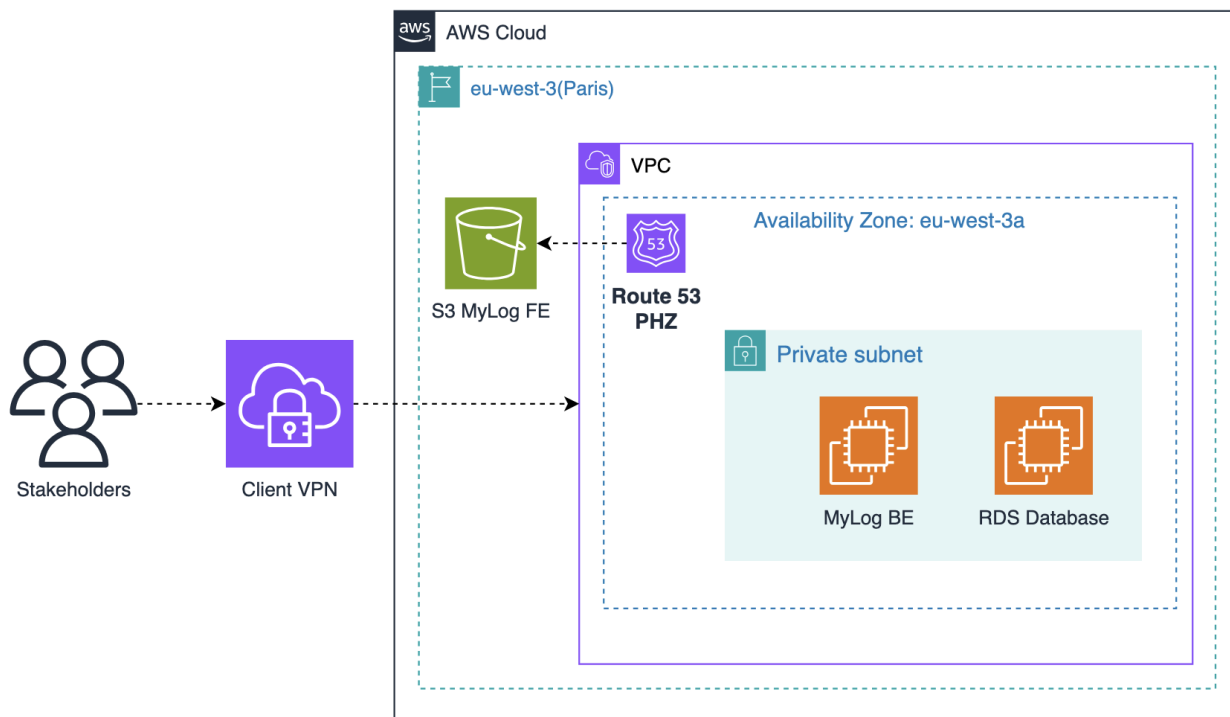 aws
AWS Cloud
eu-west-3(Paris)
VPC
Availability Zone: eu-west-3a
53
Route 53
PHZ
S3 MyLog FE
Private subnet
Stakeholders
Client VPN
MyLog BE
RDS Database